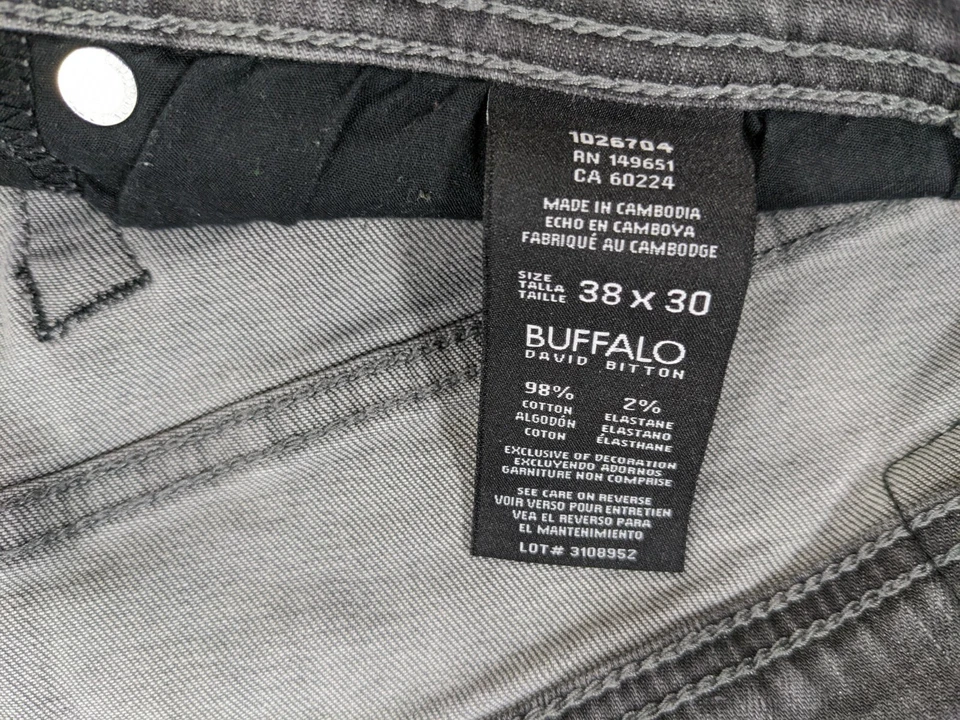 1026704
RN 149651
CA 60224
MADE IN CAMBODIA
ECHO EN CAMBOYA
FABRIQUÉ AU CAMBODGE
SIZE
TALLA
TAILLE 38 x 30
BUFFALO
DAVID BITTON
98% 2%
COTTON ELASTANE
ALGODÓN ELASTANO
COTON ÉLASTHANE
EXCLUSIVE OF DECORATION
EXCLUYENDO ADORNOS
GARNITURE NON COMPRISE
SEE CARE ON REVERSE
VOIR VERSO POUR ENTRETIEN
VEA EL REVERSO PARA
EL MANTENIMIENTO
LOT# 3108952